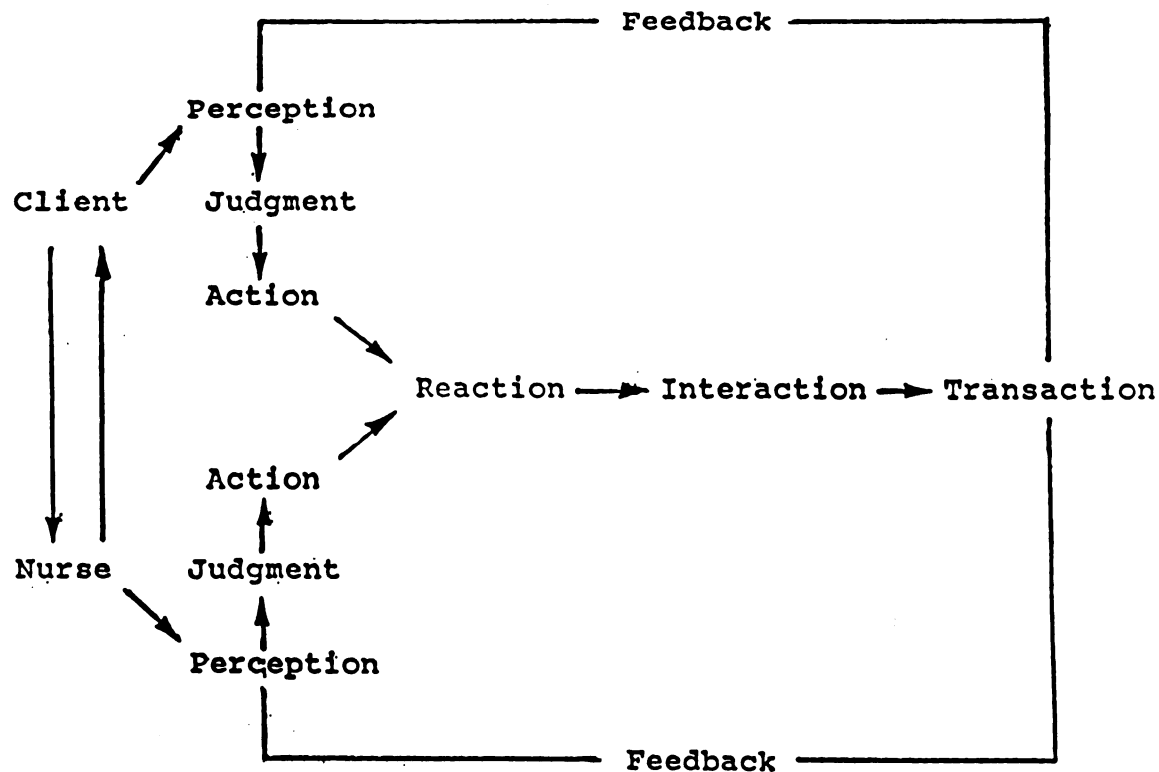 Feedback
Perception
Client Judgment
Action
Reaction Interaction Transaction
Action
Nurse Judgment
Perception
Feedback